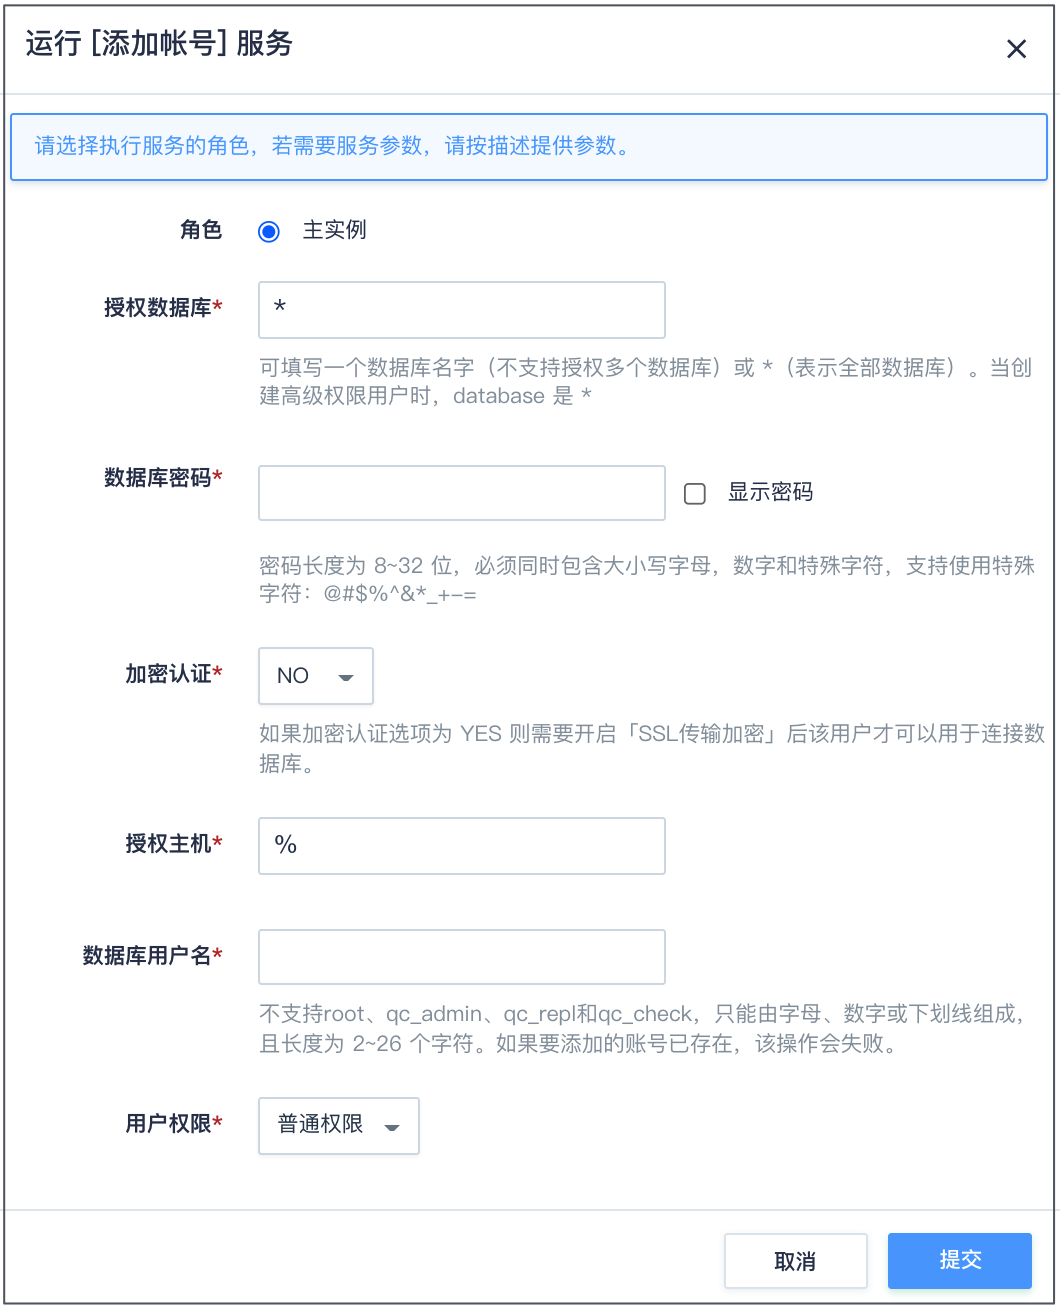 运行 [添加帐号] 服务
请选择执行服务的角色，若需要服务参数，请按描述提供参数。
角色 主实例
授权数据库* *
可填写一个数据库名字（不支持授权多个数据库）或 *（表示全部数据库）。当创
建高级权限用户时，database 是 *
数据库密码* 显示密码
密码长度为 8~32 位，必须同时包含大小写字母，数字和特殊字符，支持使用特殊
字符：@#$%^&*_+-=
加密认证* NO
如果加密认证选项为 YES 则需要开启「SSL传输加密」后该用户才可以用于连接数
据库。
授权主机* %
数据库用户名*
不支持root、qc_admin、qc_repl和qc_check，只能由字母、数字或下划线组成，
且长度为 2~26 个字符。如果要添加的账号已存在，该操作会失败。
用户权限* 普通权限
取消 提交